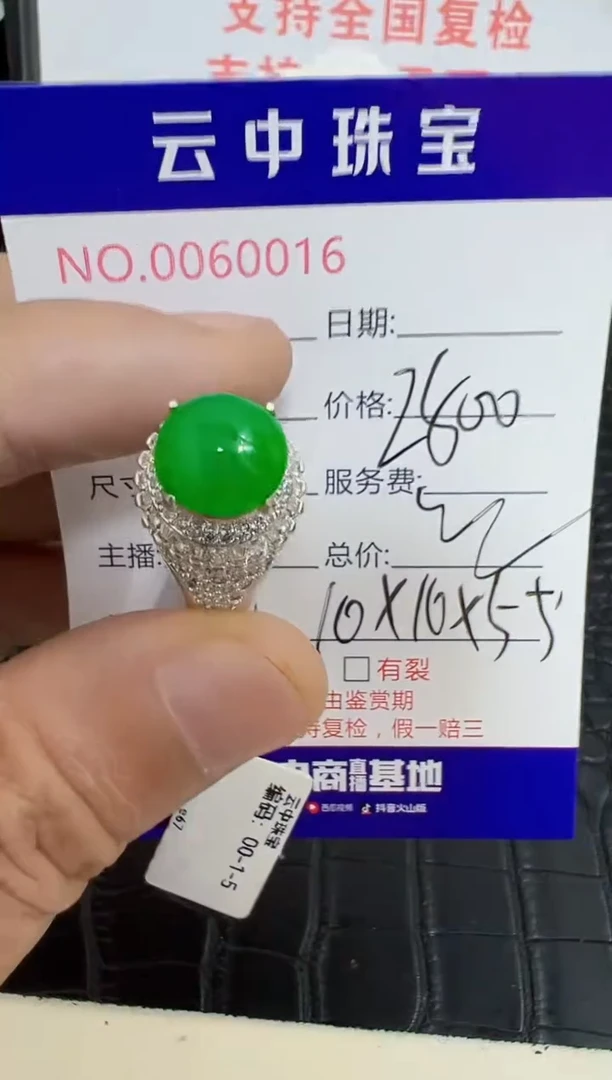 支持全国复检
云中珠宝
NO.0060016
日期:
价格: 2600
尺寸
服务费:
主播:
总价:
10X10X5-5
□有裂
由鉴赏期
持复检，假一赔三
电商直播基地
西瓜视频 抖音火山版
云中珠宝
编码: 00-1-5
867